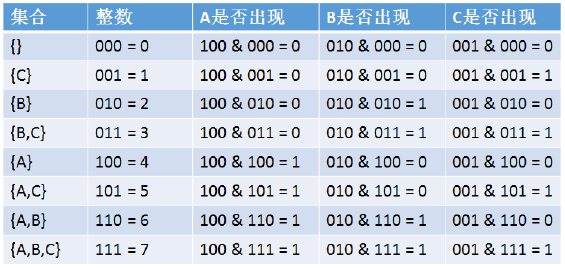 集合 整数 A是否出现 B是否出现 C是否出现
{} 000 = 0 100 & 000 = 0 010 & 000 = 0 001 & 000 = 0
{C} 001 = 1 100 & 001 = 0 010 & 000 = 0 001 & 001 = 1
{B} 010 = 2 100 & 010 = 0 010 & 010 = 1 001 & 010 = 0
{B,C} 011 = 3 100 & 011 = 0 010 & 011 = 1 001 & 011 = 1
{A} 100 = 4 100 & 100 = 1 010 & 100 = 0 001 & 100 = 0
{A,C} 101 = 5 100 & 101 = 1 010 & 101 = 0 001 & 101 = 1
{A,B} 110 = 6 100 & 110 = 1 010 & 110 = 1 001 & 110 = 0
{A,B,C} 111 = 7 100 & 111 = 1 010 & 111 = 1 001 & 111 = 1